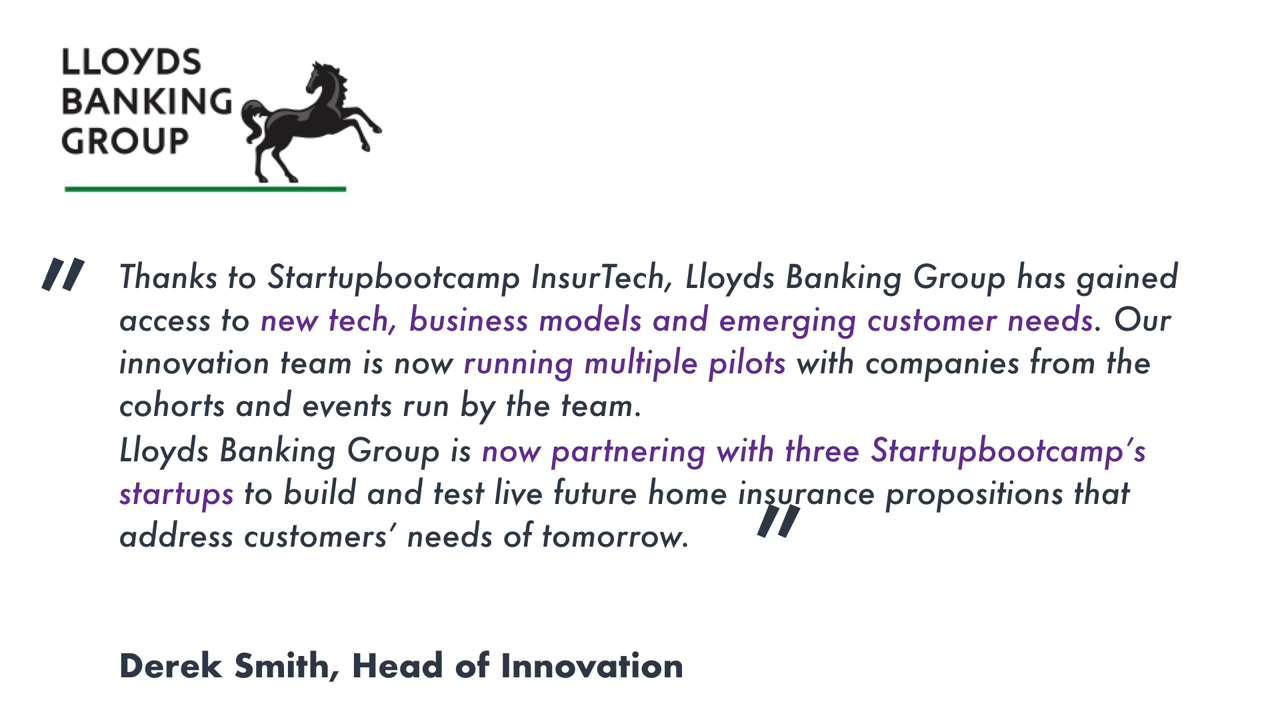 LLOYDS
BANKING
GROUP
" Thanks to Startupbootcamp InsurTech, Lloyds Banking Group has gained
access to new tech, business models and emerging customer needs. Our
innovation team is now running multiple pilots with companies from the
cohorts and events run by the team.
Lloyds Banking Group is now partnering with three Startupbootcamp’s
startups to build and test live future home insurance propositions that
address customers’ needs of tomorrow. "
Derek Smith, Head of Innovation